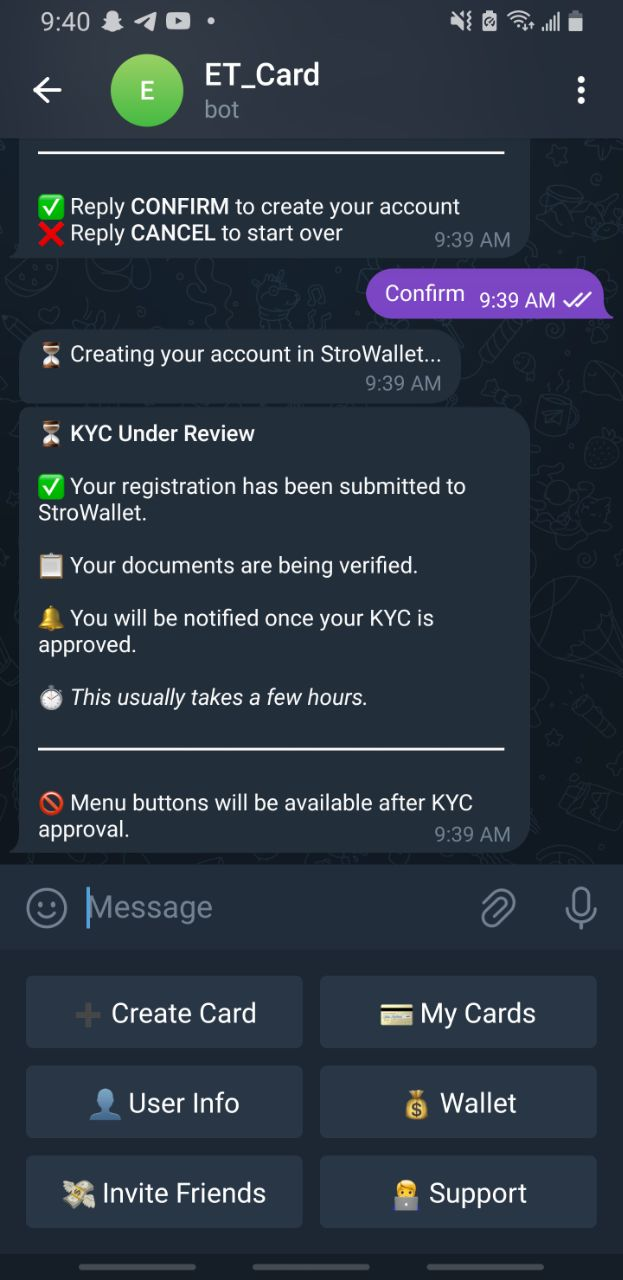 9:40
E
ET_Card
bot
✅ Reply CONFIRM to create your account
❌ Reply CANCEL to start over
9:39 AM
Confirm 9:39 AM
⏳ Creating your account in StroWallet...
9:39 AM
⏳ KYC Under Review
✅ Your registration has been submitted to
StroWallet.
📋 Your documents are being verified.
🔔 You will be notified once your KYC is
approved.
⏱ This usually takes a few hours.
🚫 Menu buttons will be available after KYC
approval.
9:39 AM
Message
➕ Create Card
💳 My Cards
👤 User Info
💰 Wallet
💸 Invite Friends
🧑‍💻 Support